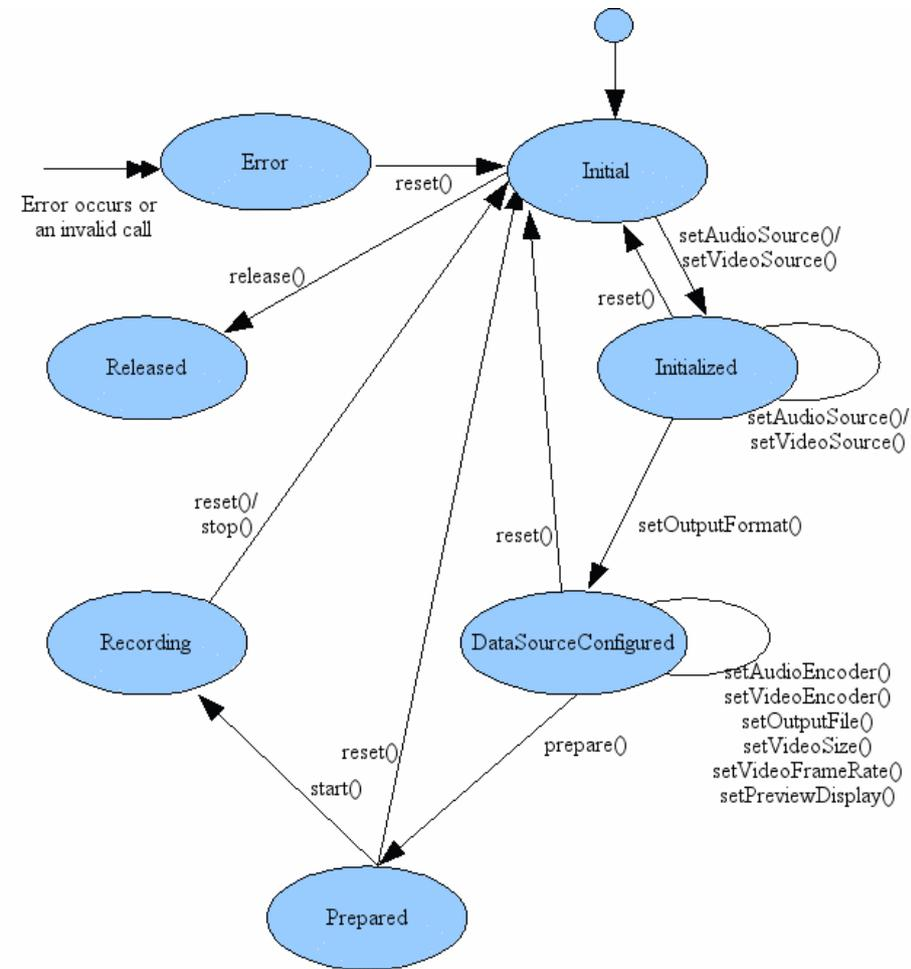 Error
Initial
reset()
Error occurs or
an invalid call
setAudioSource()/
setVideoSource()
release()
reset()
Released
Initialized
setAudioSource()/
setVideoSource()
reset()/
stop()
setOutputFormat()
reset()
Recording
DataSourceConfigured
setAudioEncoder()
setVideoEncoder()
setOutputFile()
setVideoSize()
setVideoFrameRate()
setPreviewDisplay()
prepare()
reset()
start()
Prepared